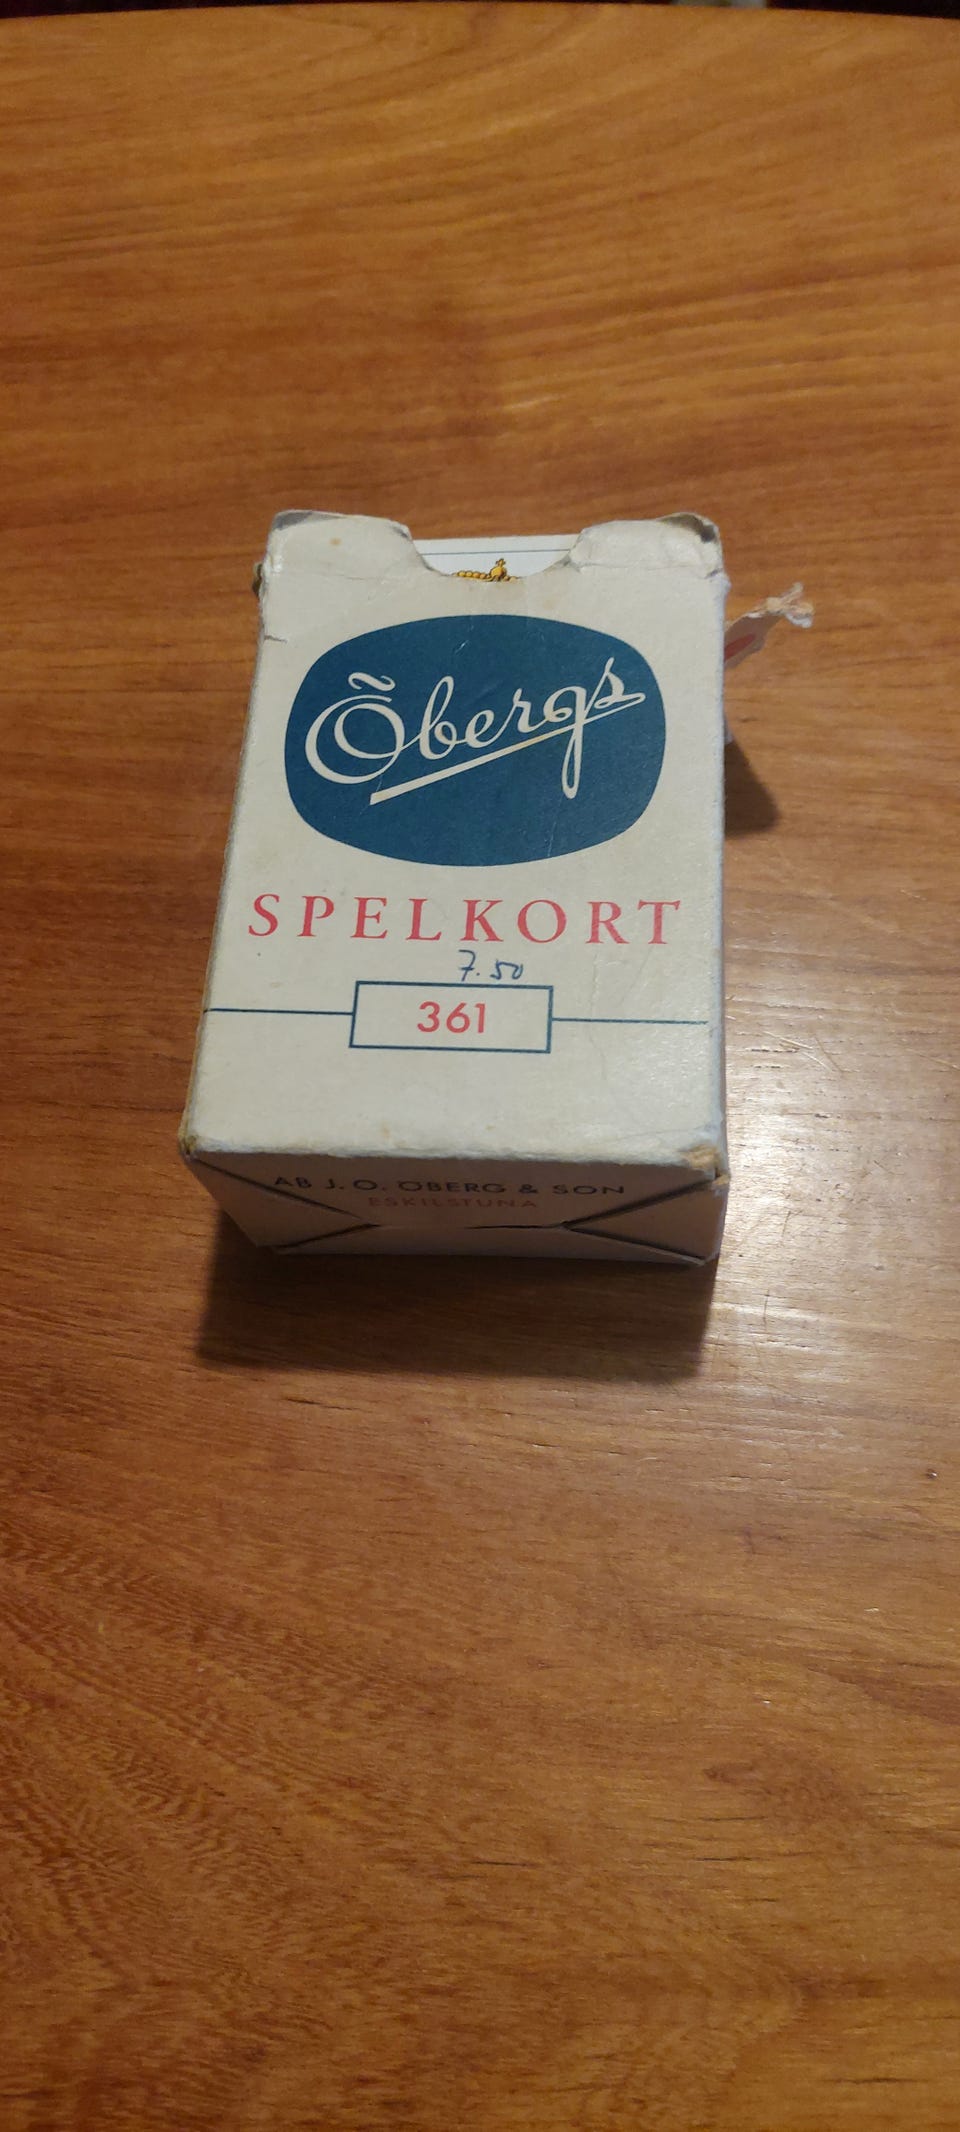 Öbergs
SPELKORT
7.50
361
AB J. O. ÖBERG & SON
ESKILSTUNA